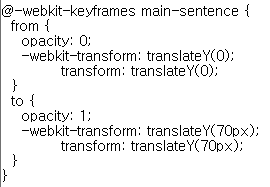 @-webkit-keyframes main-sentence {
  from {
    opacity: 0;
    -webkit-transform: translateY(0);
            transform: translateY(0);
  }
  to {
    opacity: 1;
    -webkit-transform: translateY(70px);
            transform: translateY(70px);
  }
}